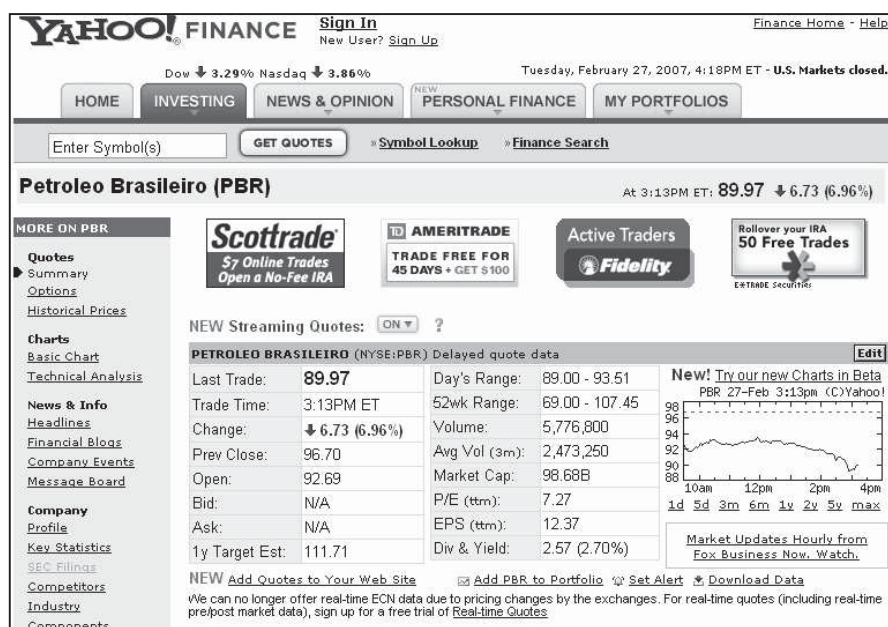 YAHOO! FINANCE
Sign In
New User? Sign Up
Finance Home - Help
Dow ↓ 3.29% Nasdaq ↓ 3.86%
Tuesday, February 27, 2007, 4:18PM ET - U.S. Markets closed.
HOME
INVESTING
NEWS & OPINION
NEW
PERSONAL FINANCE
MY PORTFOLIOS
Enter Symbol(s)
GET QUOTES
» Symbol Lookup
» Finance Search
Petroleo Brasileiro (PBR)
At 3:13PM ET: 89.97 ↓ 6.73 (6.96%)
MORE ON PBR
Quotes
Summary
Options
Historical Prices
Charts
Basic Chart
Technical Analysis
News & Info
Headlines
Financial Blogs
Company Events
Message Board
Company
Profile
Key Statistics
SEC Filings
Competitors
Industry
Components
Scottrade
$7 Online Trades
Open a No-Fee IRA
TD AMERITRADE
TRADE FREE FOR
45 DAYS + GET $100
Active Traders
Fidelity
Rollover your IRA
50 Free Trades
E*TRADE Securities
NEW Streaming Quotes: ON ?
PETROLEO BRASILEIRO (NYSE:PBR) Delayed quote data
Edit
Last Trade: 89.97
Trade Time: 3:13PM ET
Change: ↓ 6.73 (6.96%)
Prev Close: 96.70
Open: 92.69
Bid: N/A
Ask: N/A
1y Target Est: 111.71
Day's Range: 89.00 - 93.51
52wk Range: 69.00 - 107.45
Volume: 5,776,800
Avg Vol (3m): 2,473,250
Market Cap: 98.68B
P/E (ttm): 7.27
EPS (ttm): 12.37
Div & Yield: 2.57 (2.70%)
New! Try our new Charts in Beta
PBR 27-Feb 3:13pm (C)Yahoo!
98
96
94
92
90
88
10am 12pm 2pm 4pm
1d 5d 3m 6m 1y 2y 5y max
Market Updates Hourly from
Fox Business Now. Watch.
NEW Add Quotes to Your Web Site
Add PBR to Portfolio
Set Alert
Download Data
We can no longer offer real-time ECN data due to pricing changes by the exchanges. For real-time quotes (including real-time
pre/post market data), sign up for a free trial of Real-time Quotes